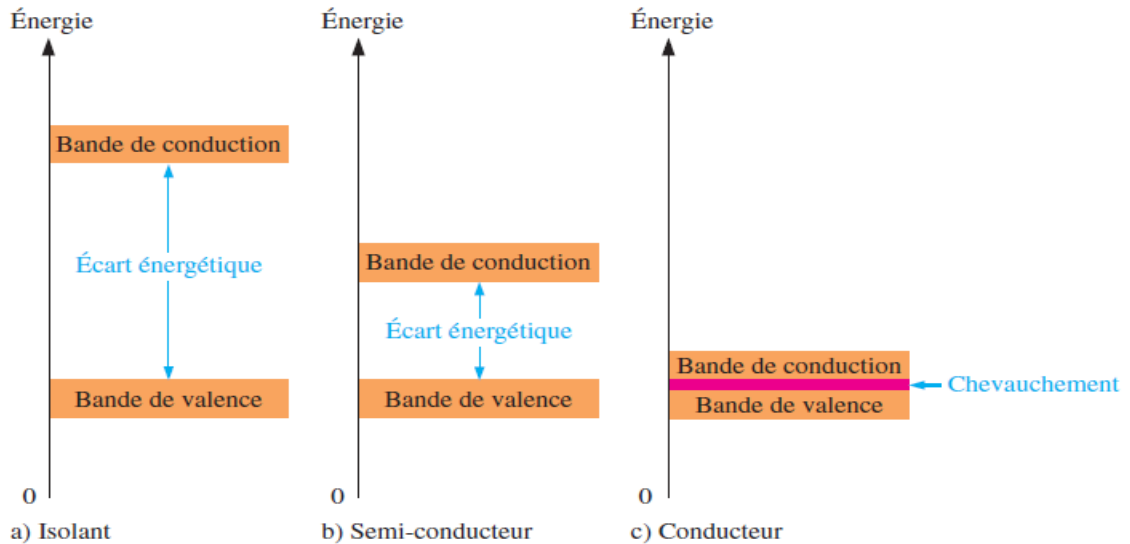 Énergie
Bande de conduction
Écart énergétique
Bande de valence
0
a) Isolant
Énergie
Bande de conduction
Écart énergétique
Bande de valence
0
b) Semi-conducteur
Énergie
Bande de conduction
Chevauchement
Bande de valence
0
c) Conducteur